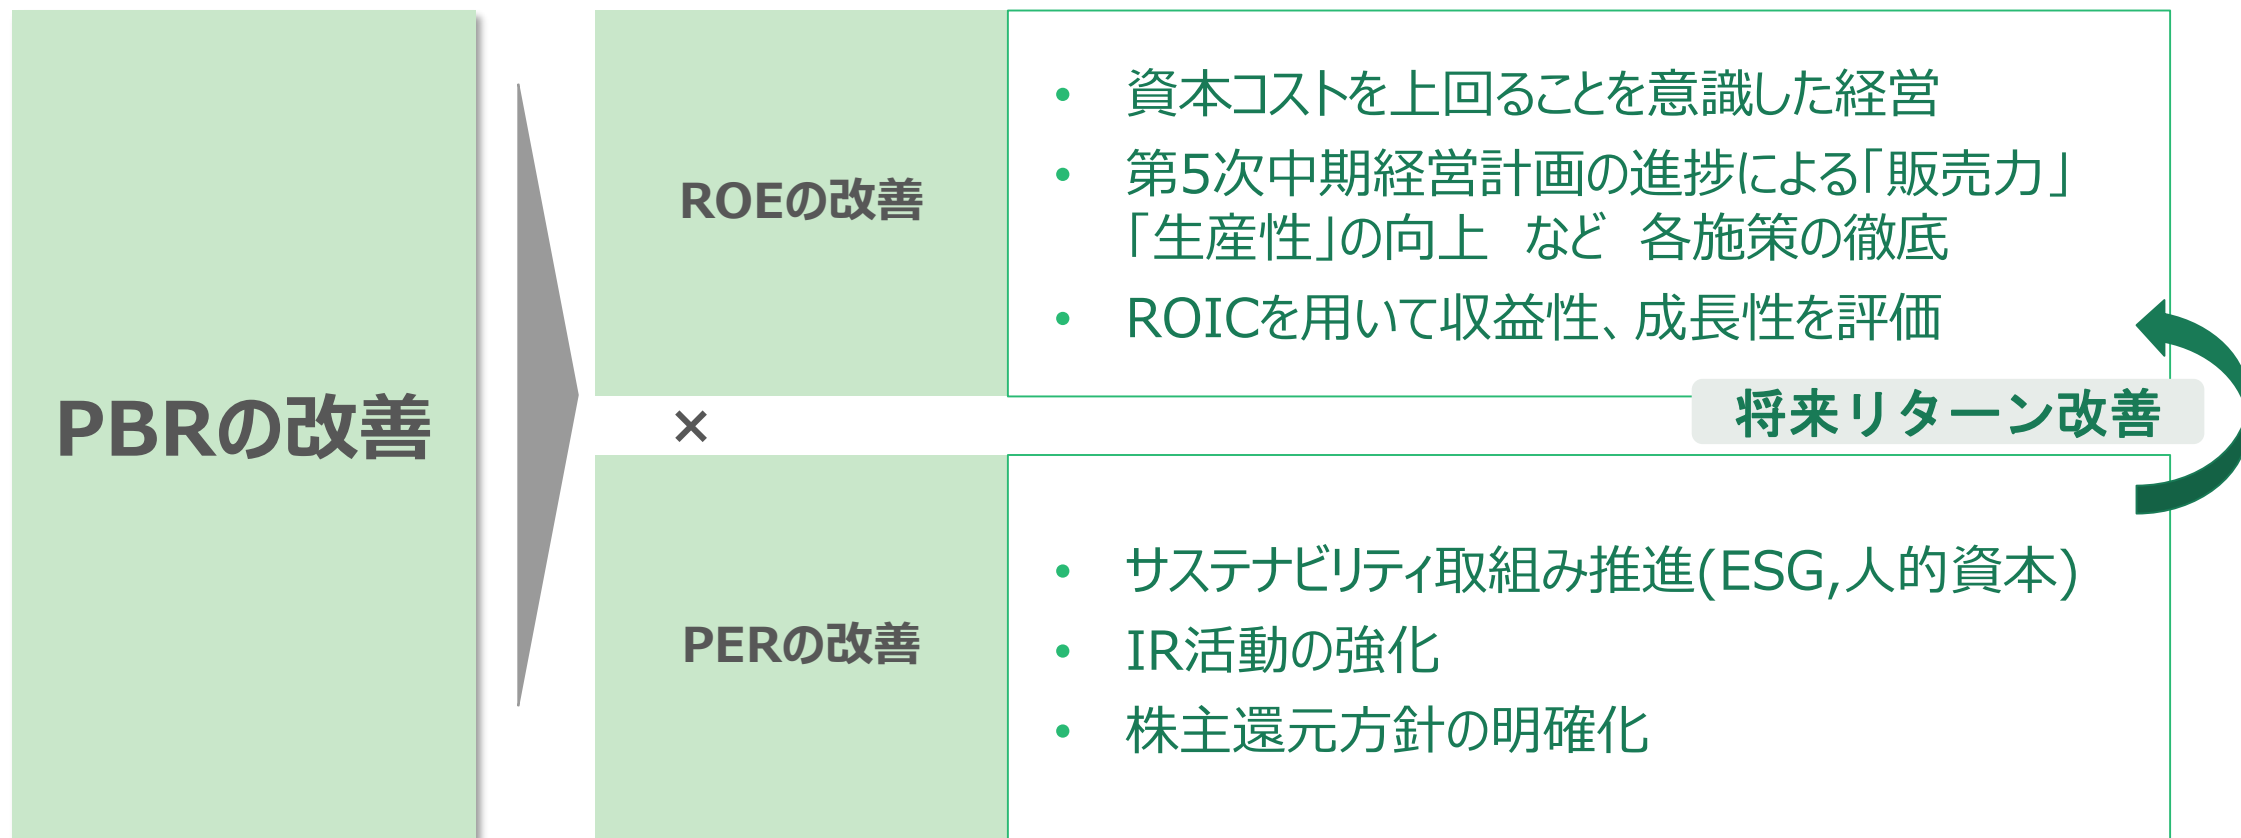 PBRの改善
ROEの改善
• 資本コストを上回ることを意識した経営
• 第5次中期経営計画の進捗による「販売力」
「生産性」の向上　など　各施策の徹底
• ROICを用いて収益性、成長性を評価
×
将来リターン改善
PERの改善
• サステナビリティ取組み推進(ESG,人的資本)
• IR活動の強化
• 株主還元方針の明確化